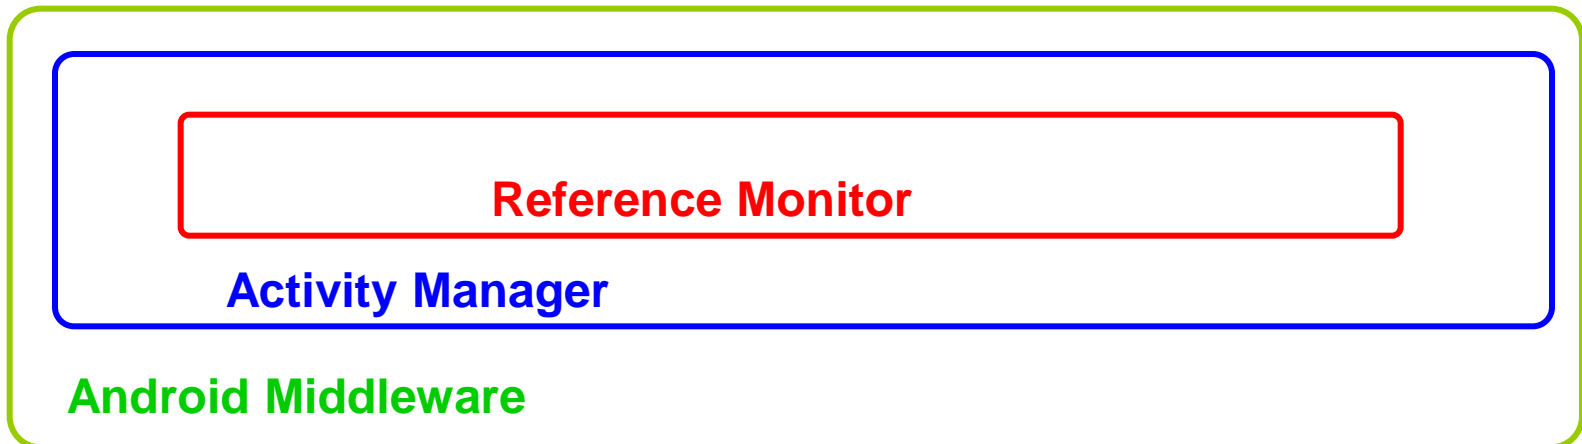 Reference Monitor
Activity Manager
Android Middleware